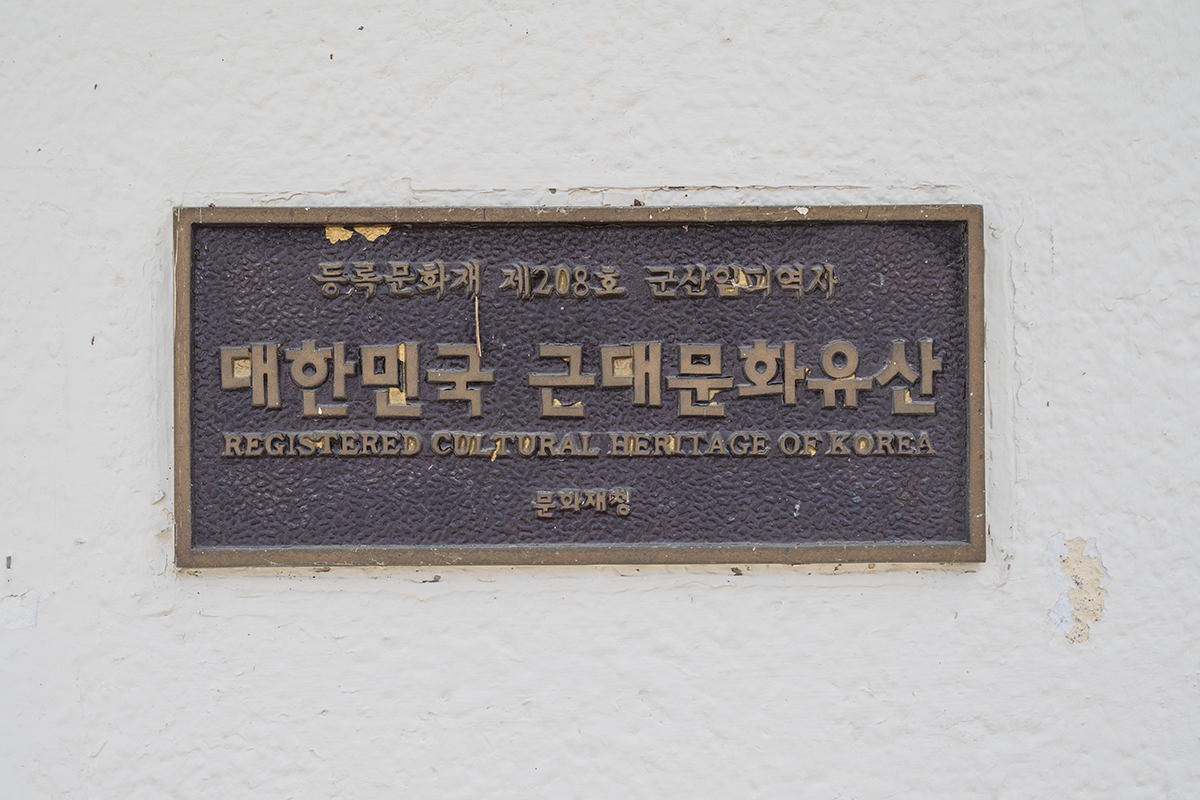 등록문화재 제208호 군산임피역사
대한민국 근대문화유산
REGISTERED CULTURAL HERITAGE OF KOREA
문화재청